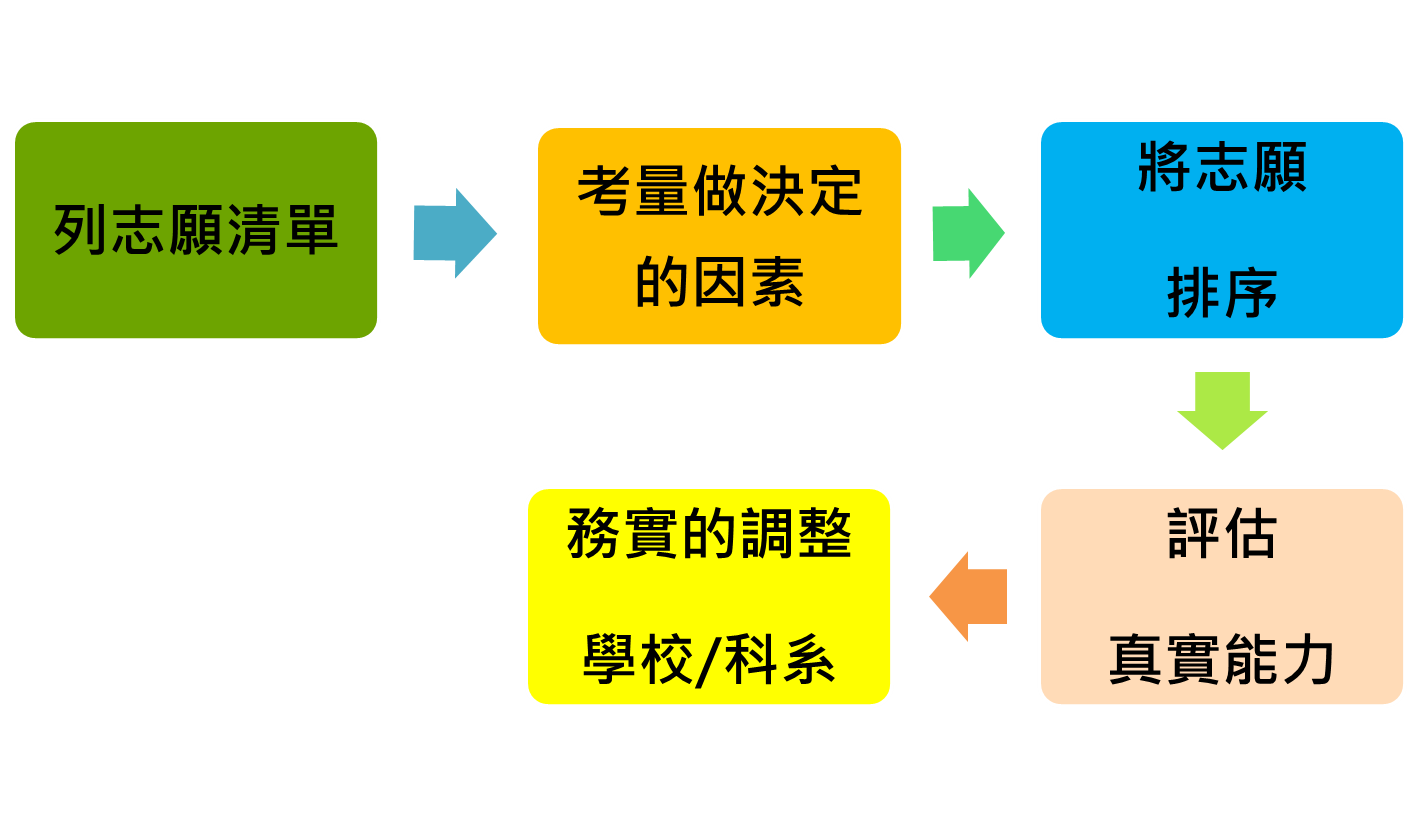 列志願清單
考量做決定
的因素
將志願
排序
評估
真實能力
務實的調整
學校/科系